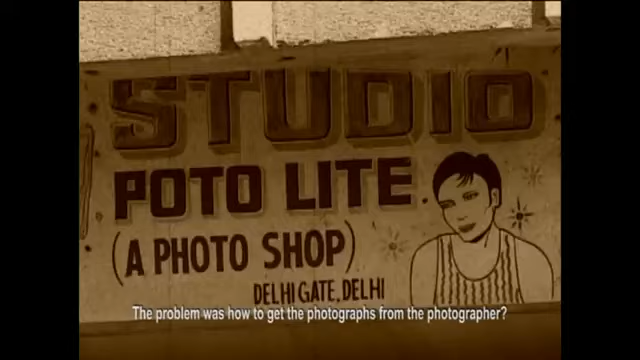 STUDIO
POTO LITE
(A PHOTO SHOP)
DELHI GATE, DELHI
The problem was how to get the photographs from the photographer?